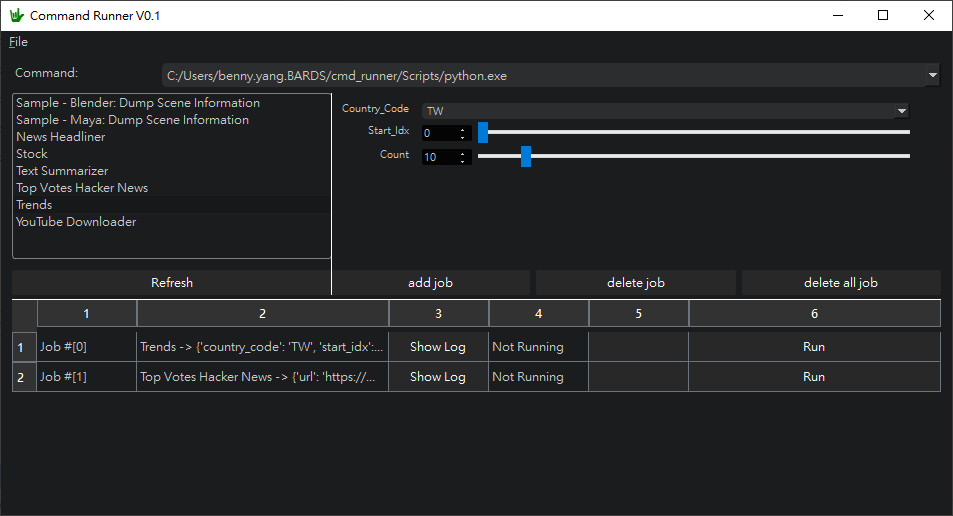 Command Runner V0.1
File
Command: C:/Users/benny.yang.BARDS/cmd_runner/Scripts/python.exe
Sample - Blender: Dump Scene Information
Sample - Maya: Dump Scene Information
News Headliner
Stock
Text Summarizer
Top Votes Hacker News
Trends
YouTube Downloader
Country_Code TW
Start_Idx 0
Count 10
Refresh add job delete job delete all job
1 2 3 4 5 6
1 Job #[0] Trends -> {'country_code': 'TW', 'start_idx':... Show Log Not Running Run
2 Job #[1] Top Votes Hacker News -> {'url': 'https://... Show Log Not Running Run